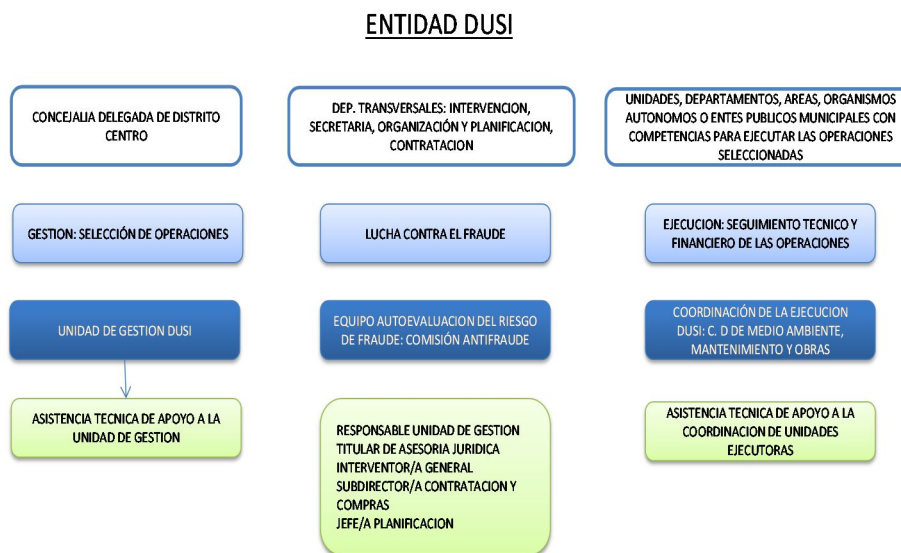 ENTIDAD DUSI
CONCEJALIA DELEGADA DE DISTRITO
CENTRO
DEP. TRANSVERSALES: INTERVENCION,
SECRETARIA, ORGANIZACIÓN Y PLANIFICACION,
CONTRATACION
UNIDADES, DEPARTAMENTOS, AREAS, ORGANISMOS
AUTONOMOS O ENTES PUBLICOS MUNICIPALES CON
COMPETENCIAS PARA EJECUTAR LAS OPERACIONES
SELECCIONADAS
GESTION: SELECCIÓN DE OPERACIONES
LUCHA CONTRA EL FRAUDE
EJECUCION: SEGUIMIENTO TECNICO Y
FINANCIERO DE LAS OPERACIONES
UNIDAD DE GESTION DUSI
EQUIPO AUTOEVALUACION DEL RIESGO
DE FRAUDE: COMISIÓN ANTIFRAUDE
COORDINACIÓN DE LA EJECUCION
DUSI: C. D DE MEDIO AMBIENTE,
MANTENIMIENTO Y OBRAS
ASISTENCIA TECNICA DE APOYO A LA
UNIDAD DE GESTION
RESPONSABLE UNIDAD DE GESTION
TITULAR DE ASESORIA JURIDICA
INTERVENTOR/A GENERAL
SUBDIRECTOR/A CONTRATACION Y
COMPRAS
JEFE/A PLANIFICACION
ASISTENCIA TECNICA DE APOYO A LA
COORDINACION DE UNIDADES
EJECUTORAS